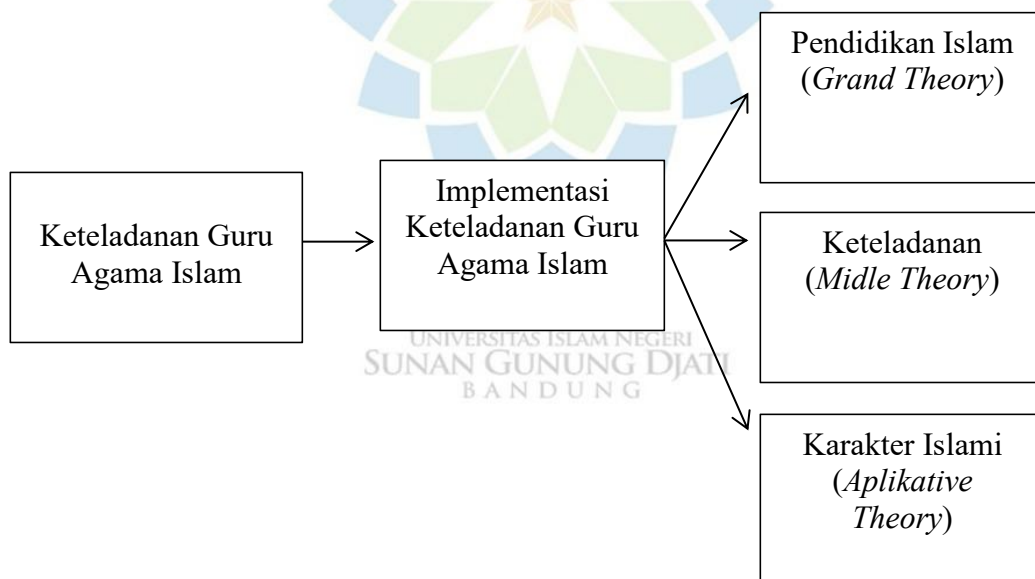 Pendidikan Islam
(Grand Theory)
Keteladanan Guru
Agama Islam
Implementasi
Keteladanan Guru
Agama Islam
Keteladanan
(Midle Theory)
UNIVERSITAS ISLAM NEGERI
SUNAN GUNUNG DJATI
BANDUNG
Karakter Islami
(Aplikative
Theory)